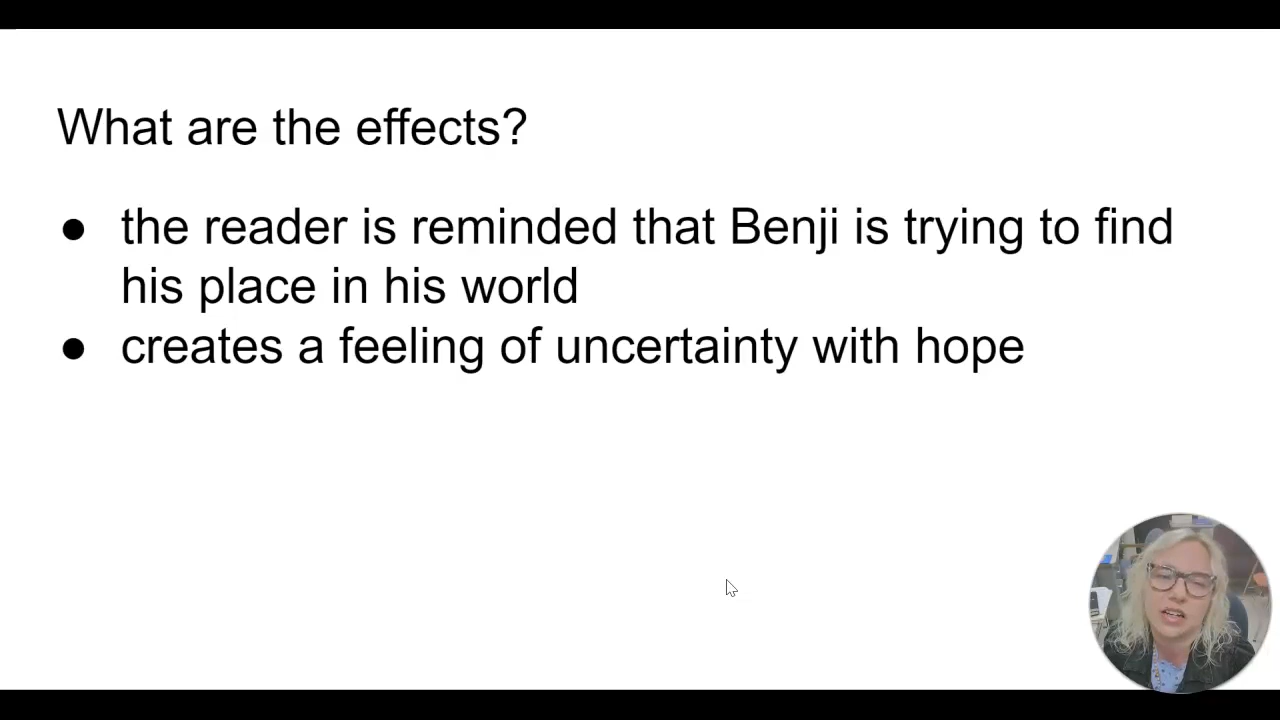 What are the effects?
● the reader is reminded that Benji is trying to find
his place in his world
● creates a feeling of uncertainty with hope